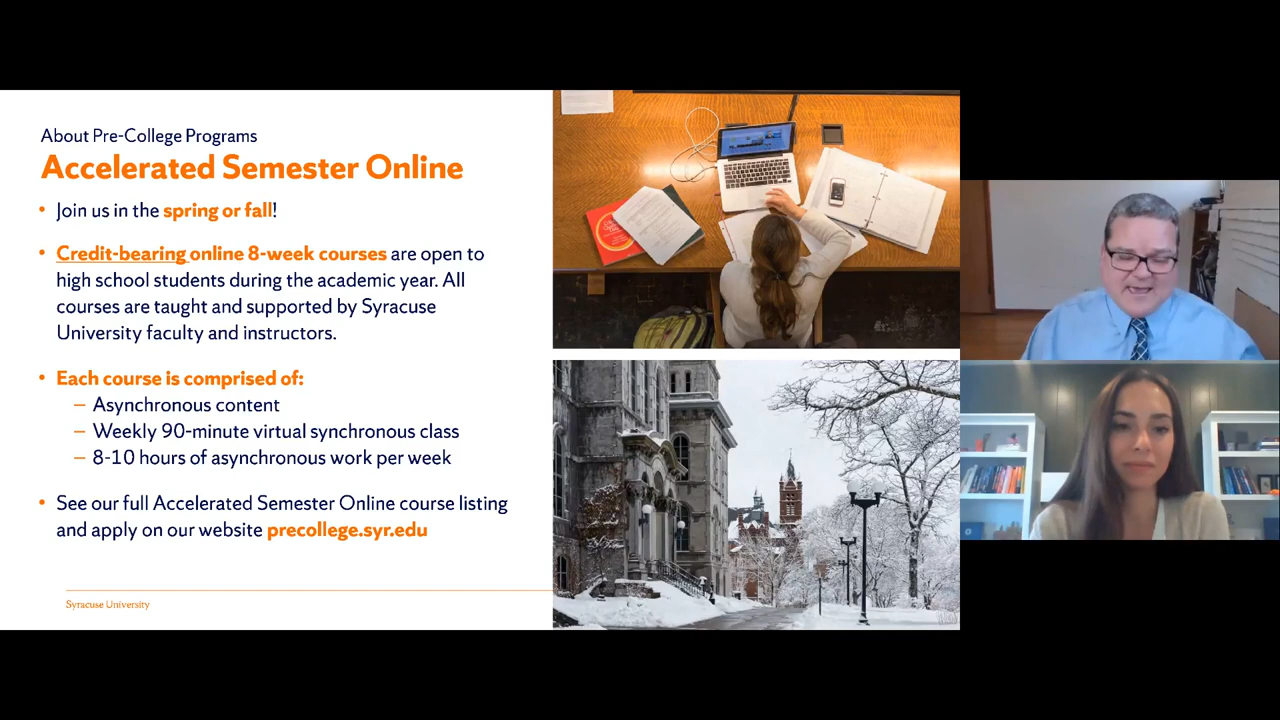 About Pre-College Programs
Accelerated Semester Online
• Join us in the spring or fall!
• Credit-bearing online 8-week courses are open to
high school students during the academic year. All
courses are taught and supported by Syracuse
University faculty and instructors.
• Each course is comprised of:
– Asynchronous content
– Weekly 90-minute virtual synchronous class
– 8-10 hours of asynchronous work per week
• See our full Accelerated Semester Online course listing
and apply on our website precollege.syr.edu
Syracuse University